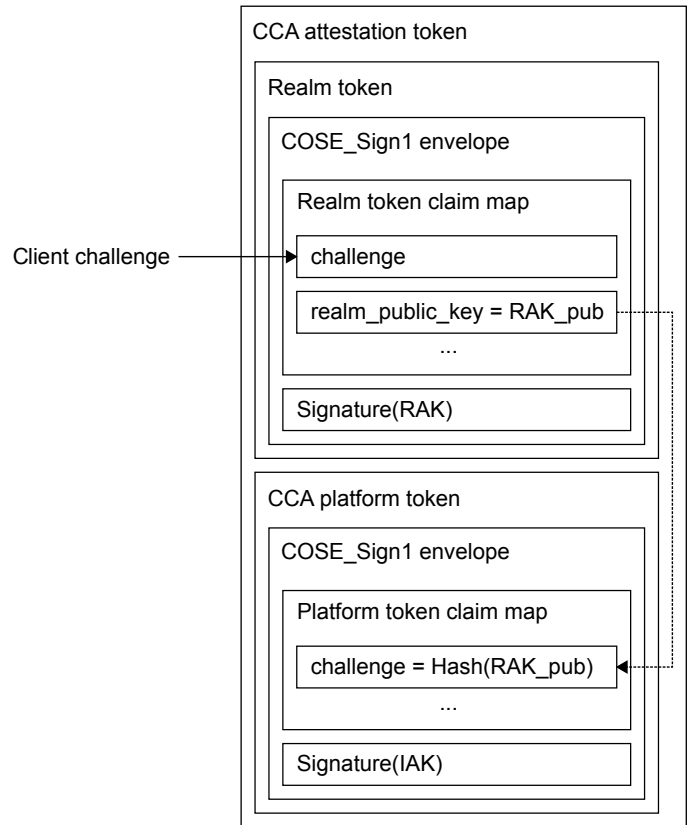 CCA attestation token
Realm token
COSE_Sign1 envelope
Realm token claim map
Client challenge
challenge
realm_public_key = RAK_pub
...
Signature(RAK)
CCA platform token
COSE_Sign1 envelope
Platform token claim map
challenge = Hash(RAK_pub)
...
Signature(IAK)